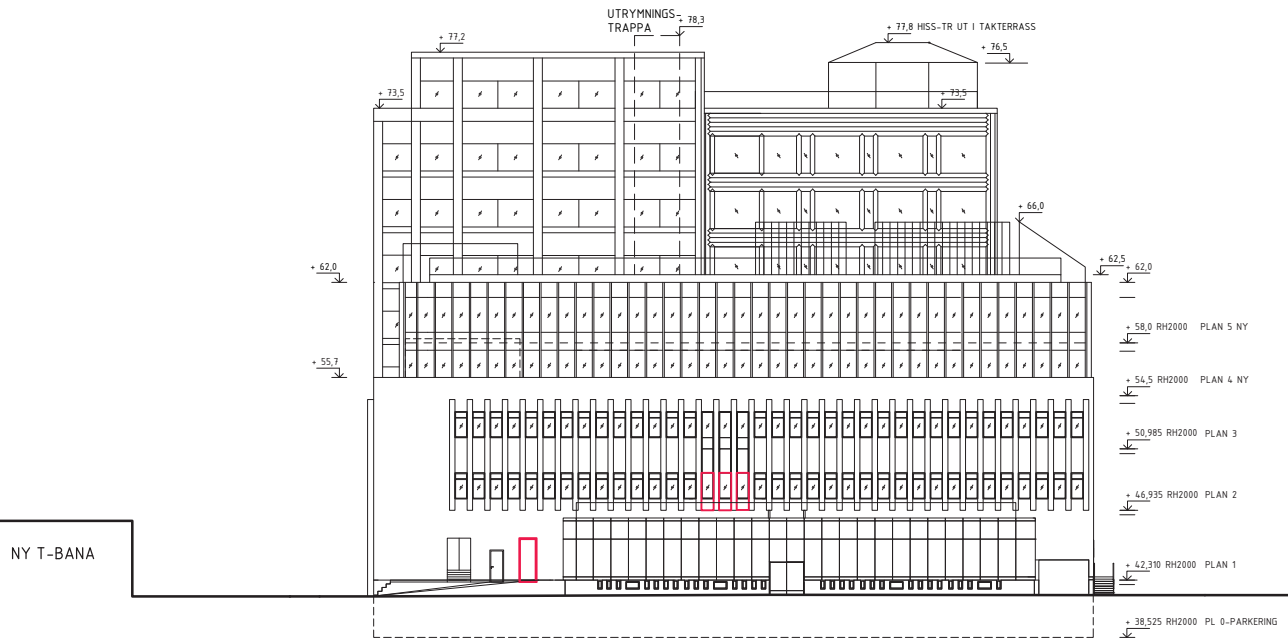 UTRYMNINGS-
TRAPPA
+ 78,3
+ 77,8 HISS-TR UT I TAKTERRASS
+ 77,2
+ 76,5
+ 73,5
+ 73,5
+ 66,0
+ 62,0
+ 62,5
+ 62,0
+ 58,0 RH2000 PLAN 5 NY
+ 55,7
+ 54,5 RH2000 PLAN 4 NY
+ 50,985 RH2000 PLAN 3
+ 46,935 RH2000 PLAN 2
NY T-BANA
+ 42,310 RH2000 PLAN 1
+ 38,525 RH2000 PL 0-PARKERING